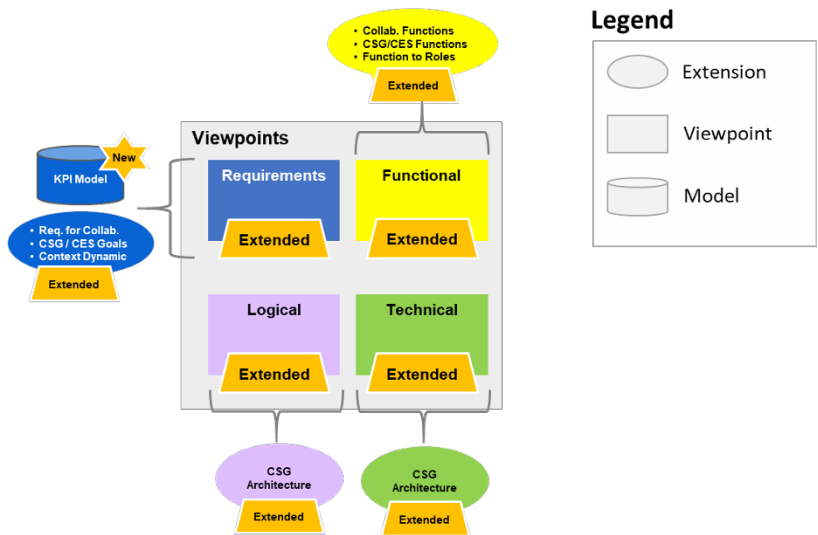 • Collab. Functions
• CSG/CES Functions
• Function to Roles
Extended
Legend
Extension
Viewpoint
Model
Viewpoints
New
KPI Model
Requirements
Extended
Functional
Extended
• Req. for Collab.
• CSG / CES Goals
• Context Dynamic
Extended
Logical
Extended
Technical
Extended
CSG
Architecture
Extended
CSG
Architecture
Extended